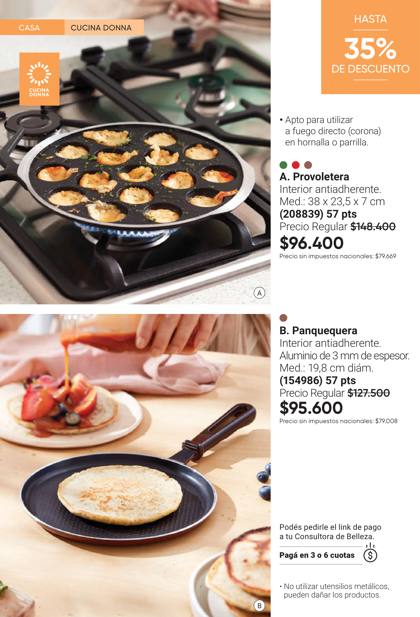 CASA
CUCINA DONNA
CUCINA
DONNA
HASTA
35%
DE DESCUENTO
• Apto para utilizar
a fuego directo (corona)
en hornalla o parrilla.
A. Provoletera
Interior antiadherente.
Med.: 38 x 23,5 x 7 cm
(208839) 57 pts
Precio Regular $148.400
$96.400
Precio sin impuestos nacionales: $79.669
A
B. Panquequera
Interior antiadherente.
Aluminio de 3 mm de espesor.
Med.: 19,8 cm diám.
(154986) 57 pts
Precio Regular $127.500
$95.600
Precio sin impuestos nacionales: $79.008
Podés pedirle el link de pago
a tu Consultora de Belleza.
Pagá en 3 o 6 cuotas
$
• No utilizar utensilios metálicos,
pueden dañar los productos.
B